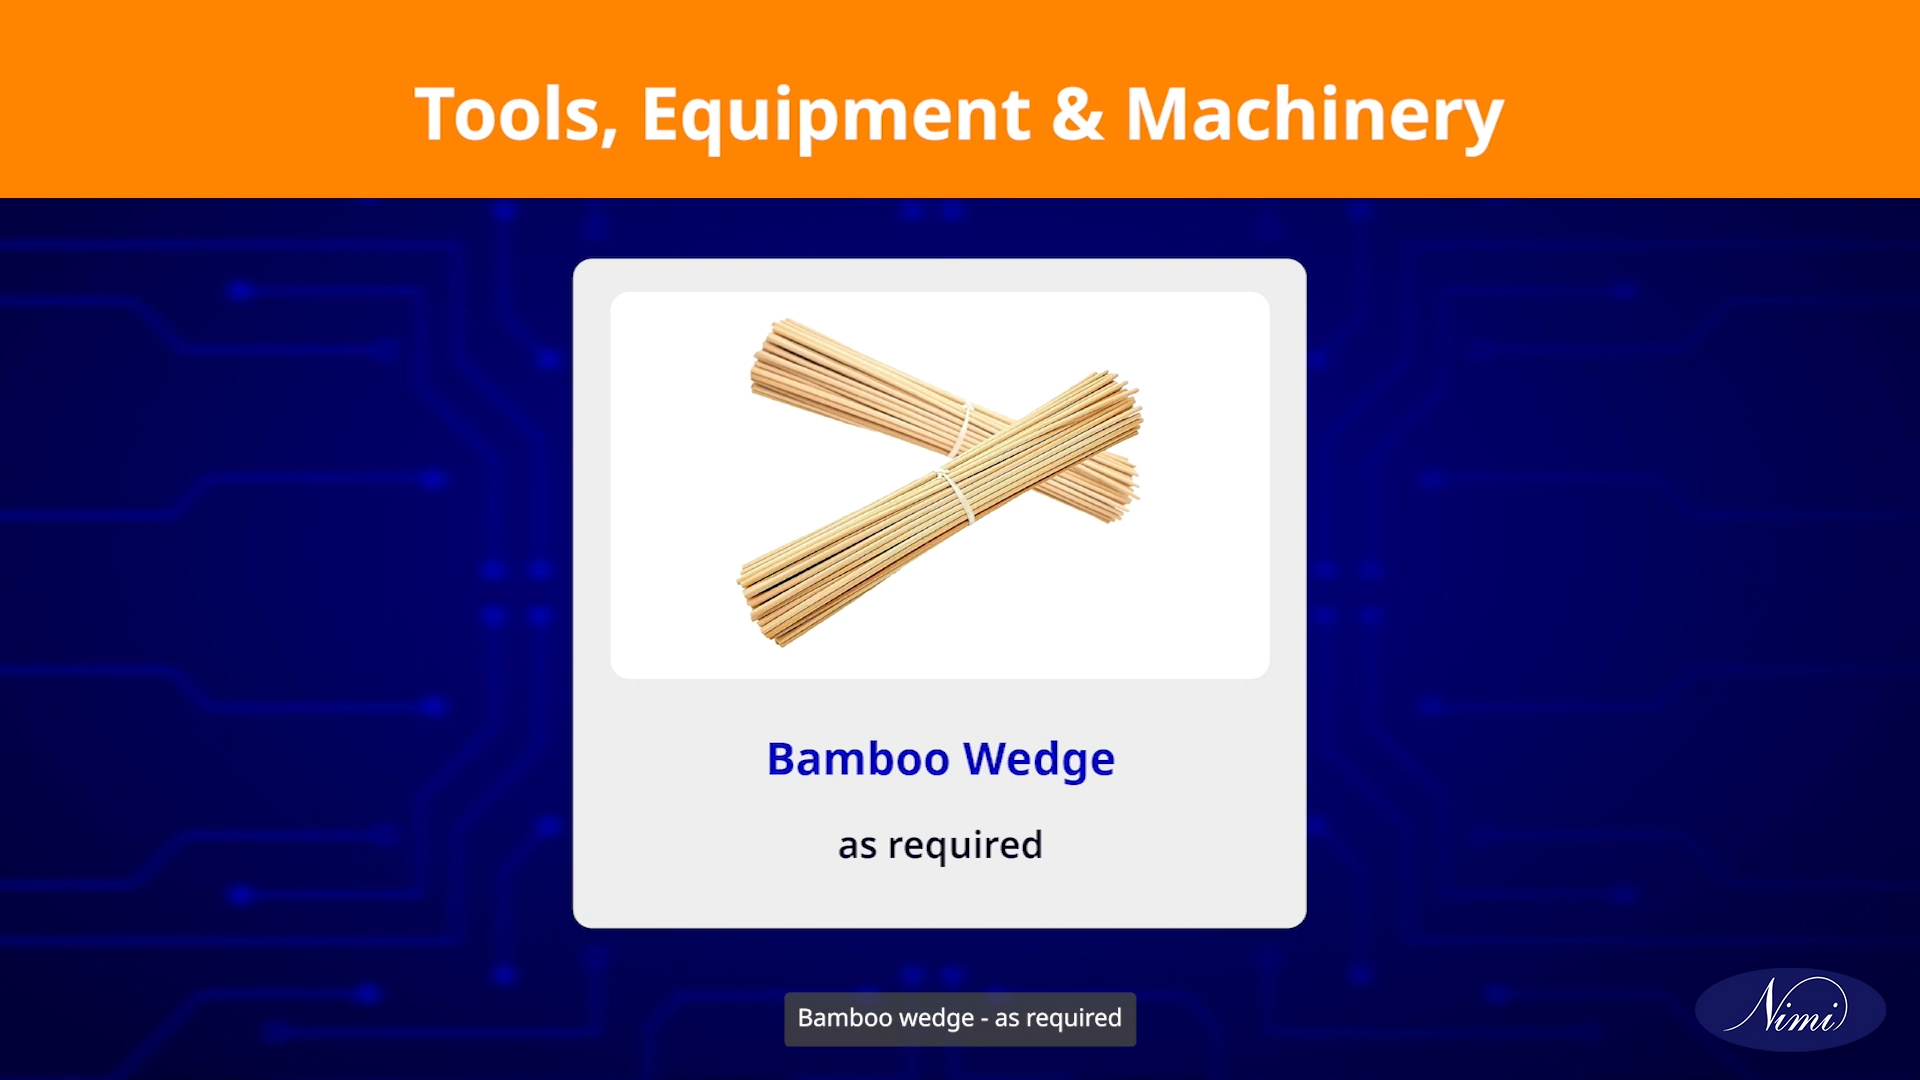 Tools, Equipment & Machinery
Bamboo Wedge
as required
Bamboo wedge - as required
Nimi